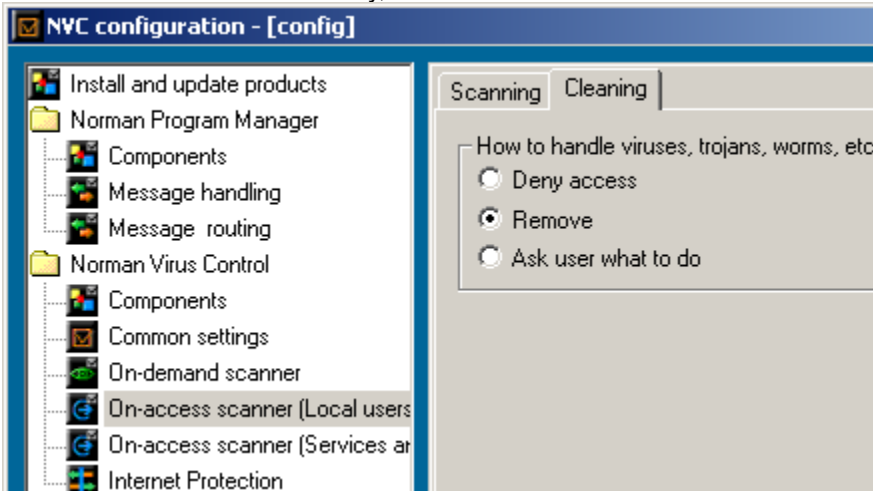 NVC configuration - [config]
Install and update products
Norman Program Manager
Components
Message handling
Message routing
Norman Virus Control
Components
Common settings
On-demand scanner
On-access scanner (Local users
On-access scanner (Services ar
Internet Protection
Scanning
Cleaning
How to handle viruses, trojans, worms, etc
Deny access
Remove
Ask user what to do